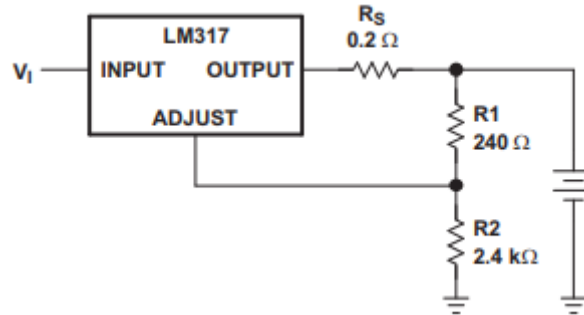 LM317
INPUT OUTPUT
ADJUST
VI
RS
0.2 Ω
R1
240 Ω
R2
2.4 kΩ